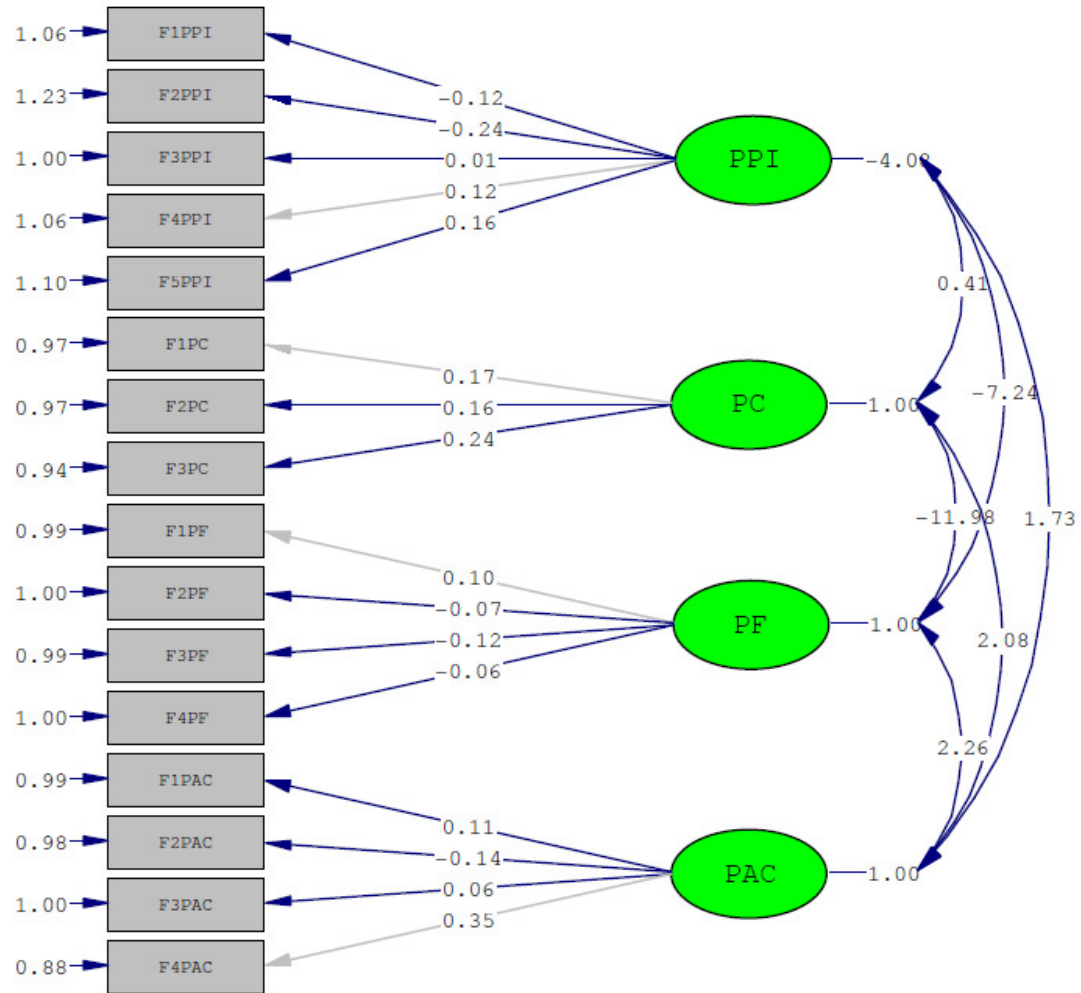 1.06 F1PPI
1.23 F2PPI
1.00 F3PPI
1.06 F4PPI
1.10 F5PPI
0.97 F1PC
0.97 F2PC
0.94 F3PC
0.99 F1PF
1.00 F2PF
0.99 F3PF
1.00 F4PF
0.99 F1PAC
0.98 F2PAC
1.00 F3PAC
0.88 F4PAC
-0.12
-0.24
0.01
0.12
0.16
0.17
0.16
0.24
0.10
-0.07
-0.12
-0.06
0.11
-0.14
0.06
0.35
PPI
PC 1.00
PF 1.00
PAC 1.00
0.41
-7.24
-11.98
1.73
2.08
2.26